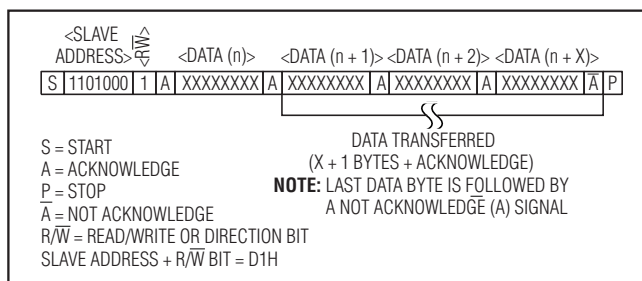 <SLAVE
ADDRESS> <R/W̅> <DATA (n)> <DATA (n + 1)> <DATA (n + 2)> <DATA (n + X)>
S 1101000 1 A XXXXXXXX A XXXXXXXX A XXXXXXXX A XXXXXXXX A̅ P
S = START
A = ACKNOWLEDGE
P = STOP
A̅ = NOT ACKNOWLEDGE
R/W̅ = READ/WRITE OR DIRECTION BIT
SLAVE ADDRESS + R/W̅ BIT = D1H
DATA TRANSFERRED
(X + 1 BYTES + ACKNOWLEDGE)
NOTE: LAST DATA BYTE IS FOLLOWED BY
A NOT ACKNOWLEDGE (A̅) SIGNAL